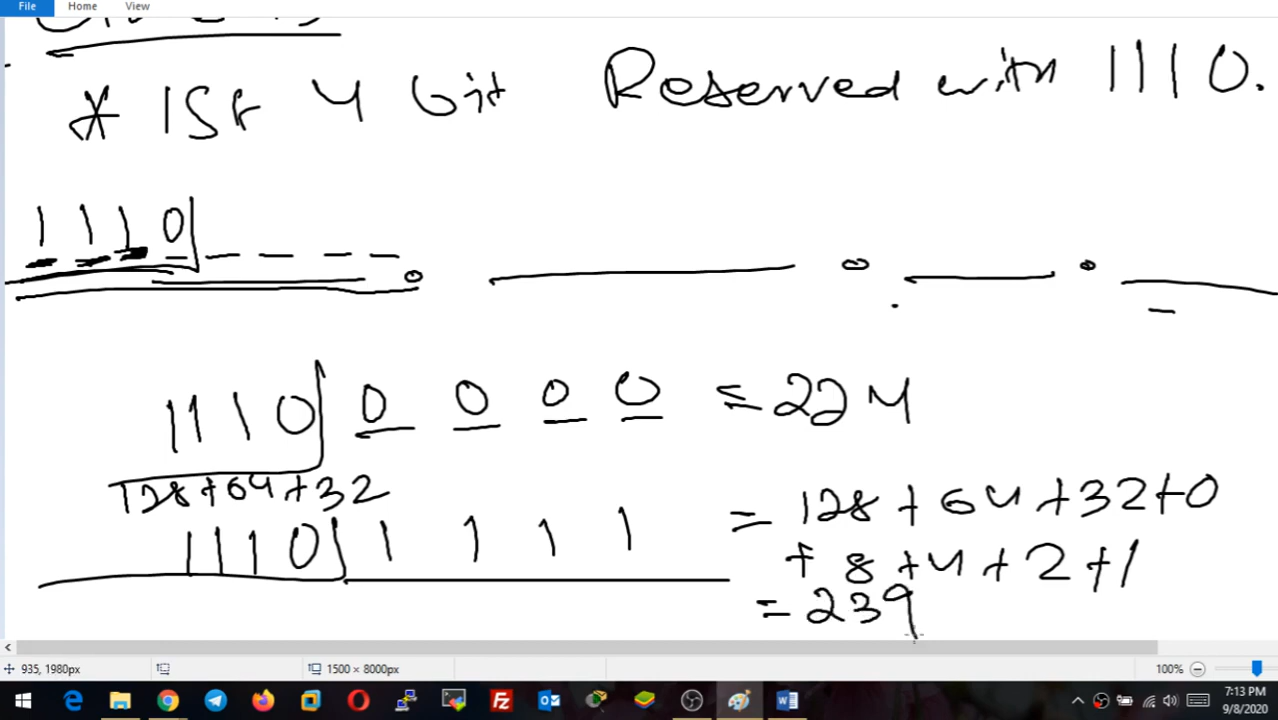 File Home View
* 1st 4 bit Reserved with 1110.
1110
1110 0 0 0 0 = 224
128+64+32
1110 1 1 1 1 = 128+64+32+0
+ 8+4+2+1
= 239
935, 1980px 1500 × 8000px 100%
7:13 PM
9/8/2020